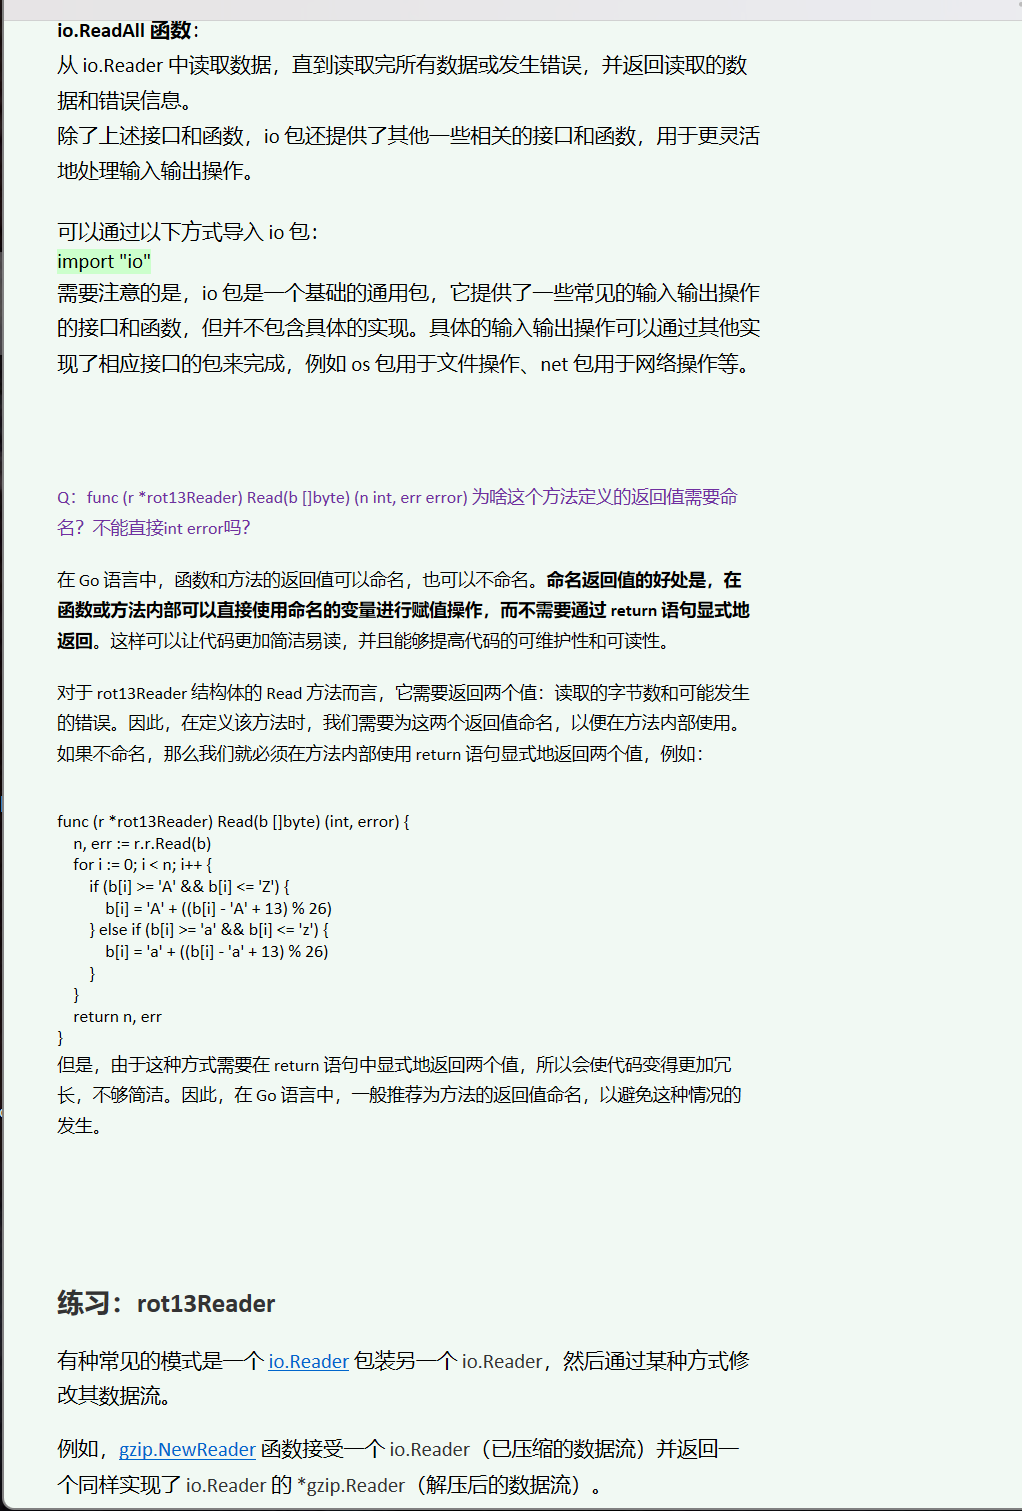 io.ReadAll 函数：
从 io.Reader 中读取数据，直到读取完所有数据或发生错误，并返回读取的数
据和错误信息。
除了上述接口和函数，io 包还提供了其他一些相关的接口和函数，用于更灵活
地处理输入输出操作。
可以通过以下方式导入 io 包：
import "io"
需要注意的是，io 包是一个基础的通用包，它提供了一些常见的输入输出操作
的接口和函数，但并不包含具体的实现。具体的输入输出操作可以通过其他实
现了相应接口的包来完成，例如 os 包用于文件操作、net 包用于网络操作等。
Q：func (r *rot13Reader) Read(b []byte) (n int, err error) 为啥这个方法定义的返回值需要命
名？不能直接int error吗？
在 Go 语言中，函数和方法的返回值可以命名，也可以不命名。命名返回值的好处是，在
函数或方法内部可以直接使用命名的变量进行赋值操作，而不需要通过 return 语句显式地
返回。这样可以让代码更加简洁易读，并且能够提高代码的可维护性和可读性。
对于 rot13Reader 结构体的 Read 方法而言，它需要返回两个值：读取的字节数和可能发生
的错误。因此，在定义该方法时，我们需要为这两个返回值命名，以便在方法内部使用。
如果不命名，那么我们就必须在方法内部使用 return 语句显式地返回两个值，例如：
func (r *rot13Reader) Read(b []byte) (int, error) {
    n, err := r.r.Read(b)
    for i := 0; i < n; i++ {
        if (b[i] >= 'A' && b[i] <= 'Z') {
            b[i] = 'A' + ((b[i] - 'A' + 13) % 26)
        } else if (b[i] >= 'a' && b[i] <= 'z') {
            b[i] = 'a' + ((b[i] - 'a' + 13) % 26)
        }
    }
    return n, err
}
但是，由于这种方式需要在 return 语句中显式地返回两个值，所以会使代码变得更加冗
长，不够简洁。因此，在 Go 语言中，一般推荐为方法的返回值命名，以避免这种情况的
发生。
练习：rot13Reader
有种常见的模式是一个 io.Reader 包装另一个 io.Reader，然后通过某种方式修
改其数据流。
例如，gzip.NewReader 函数接受一个 io.Reader（已压缩的数据流）并返回一
个同样实现了 io.Reader 的 *gzip.Reader（解压后的数据流）。